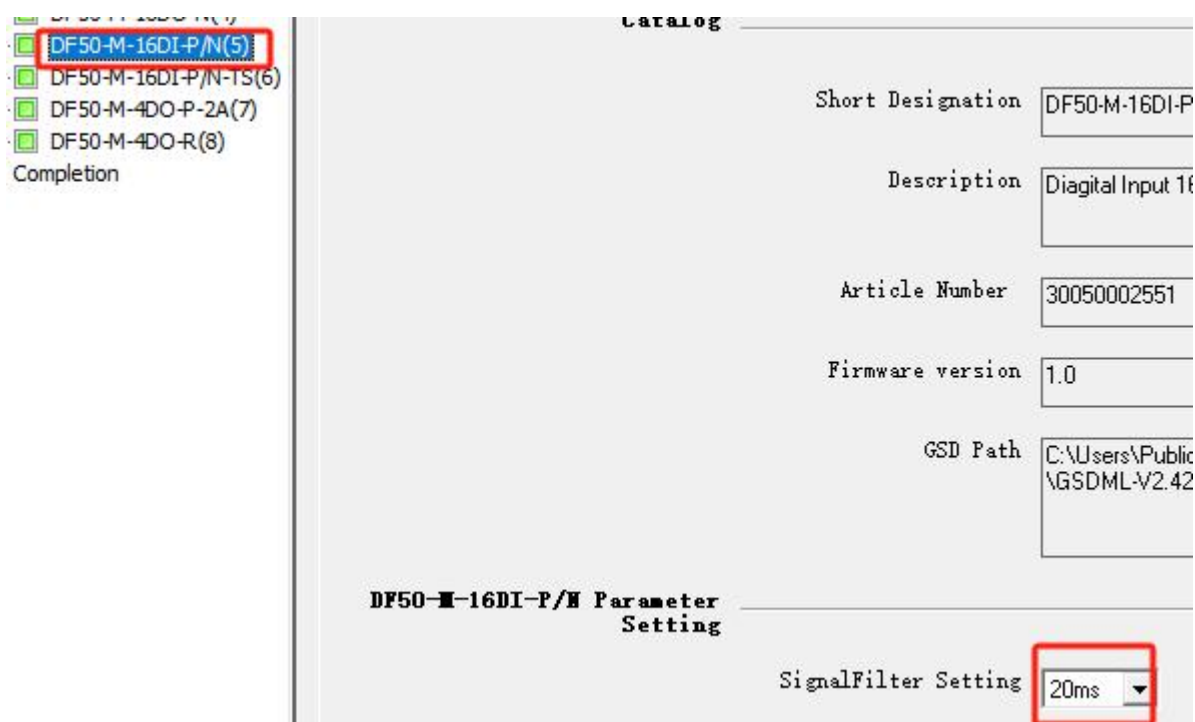 DF50-M-16DI-P/N(5)
DF50-M-16DI-P/N-TS(6)
DF50-M-4DO-P-2A(7)
DF50-M-4DO-R(8)
Completion
Catalog
Short Designation
DF50-M-16DI-P
Description
Diagital Input 16
Article Number
30050002551
Firmware version
1.0
GSD Path
C:\Users\Public
\GSDML-V2.42
DF50-M-16DI-P/N Parameter
Setting
SignalFilter Setting
20ms